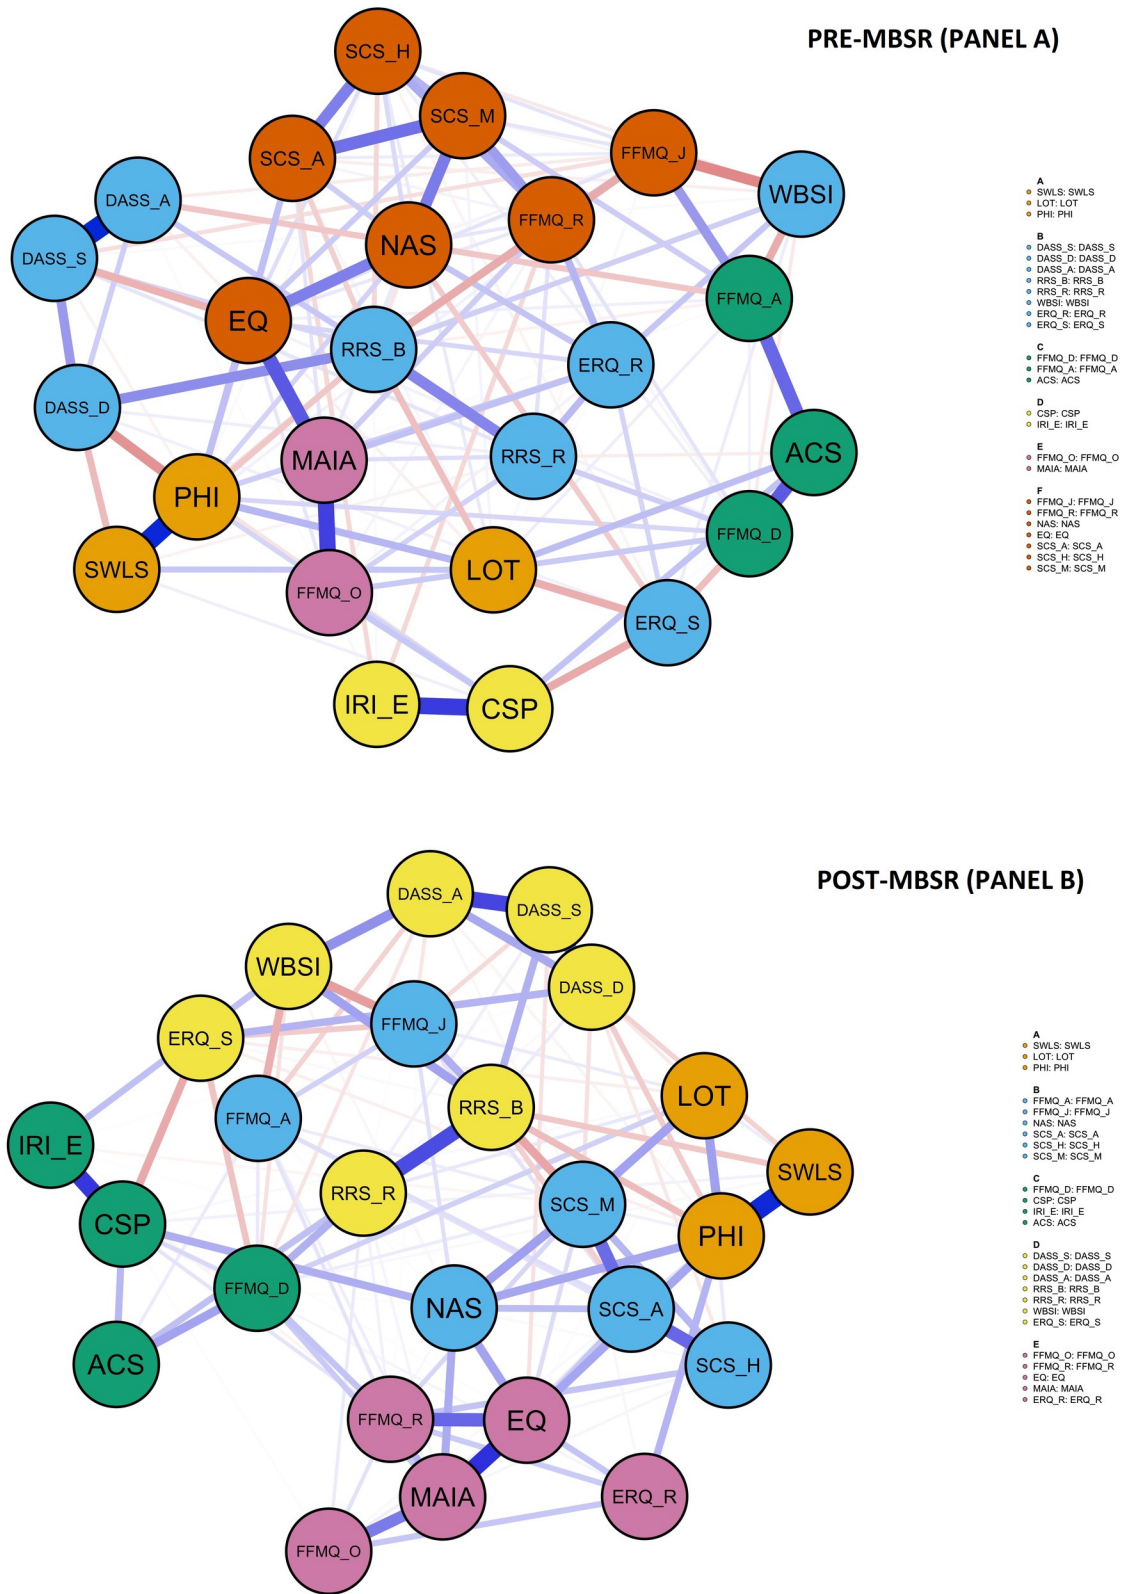 PRE-MBSR (PANEL A)
SCS_H
SCS_M
SCS_A
FFMQ_J
WBSI
DASS_A
FFMQ_R
NAS
DASS_S
FFMQ_A
EQ
RRS_B
ERQ_R
DASS_D
MAIA
RRS_R
ACS
PHI
FFMQ_D
SWLS
LOT
FFMQ_O
ERQ_S
IRI_E
CSP
A
SWLS: SWLS
LOT: LOT
PHI: PHI
B
DASS_S: DASS_S
DASS_D: DASS_D
DASS_A: DASS_A
RRS_B: RRS_B
RRS_R: RRS_R
WBSI: WBSI
ERQ_R: ERQ_R
ERQ_S: ERQ_S
C
FFMQ_D: FFMQ_D
FFMQ_A: FFMQ_A
ACS: ACS
D
CSP: CSP
IRI_E: IRI_E
E
FFMQ_O: FFMQ_O
MAIA: MAIA
F
FFMQ_J: FFMQ_J
FFMQ_R: FFMQ_R
NAS: NAS
EQ: EQ
SCS_A: SCS_A
SCS_H: SCS_H
SCS_M: SCS_M
POST-MBSR (PANEL B)
DASS_A
DASS_S
WBSI
DASS_D
FFMQ_J
ERQ_S
LOT
RRS_B
FFMQ_A
IRI_E
SWLS
RRS_R
SCS_M
CSP
PHI
FFMQ_D
NAS
SCS_A
ACS
SCS_H
FFMQ_R
EQ
MAIA
ERQ_R
FFMQ_O
A
SWLS: SWLS
LOT: LOT
PHI: PHI
B
FFMQ_A: FFMQ_A
FFMQ_J: FFMQ_J
NAS: NAS
SCS_A: SCS_A
SCS_H: SCS_H
SCS_M: SCS_M
C
FFMQ_D: FFMQ_D
CSP: CSP
IRI_E: IRI_E
ACS: ACS
D
DASS_S: DASS_S
DASS_D: DASS_D
DASS_A: DASS_A
RRS_B: RRS_B
RRS_R: RRS_R
WBSI: WBSI
ERQ_S: ERQ_S
E
FFMQ_O: FFMQ_O
FFMQ_R: FFMQ_R
EQ: EQ
MAIA: MAIA
ERQ_R: ERQ_R